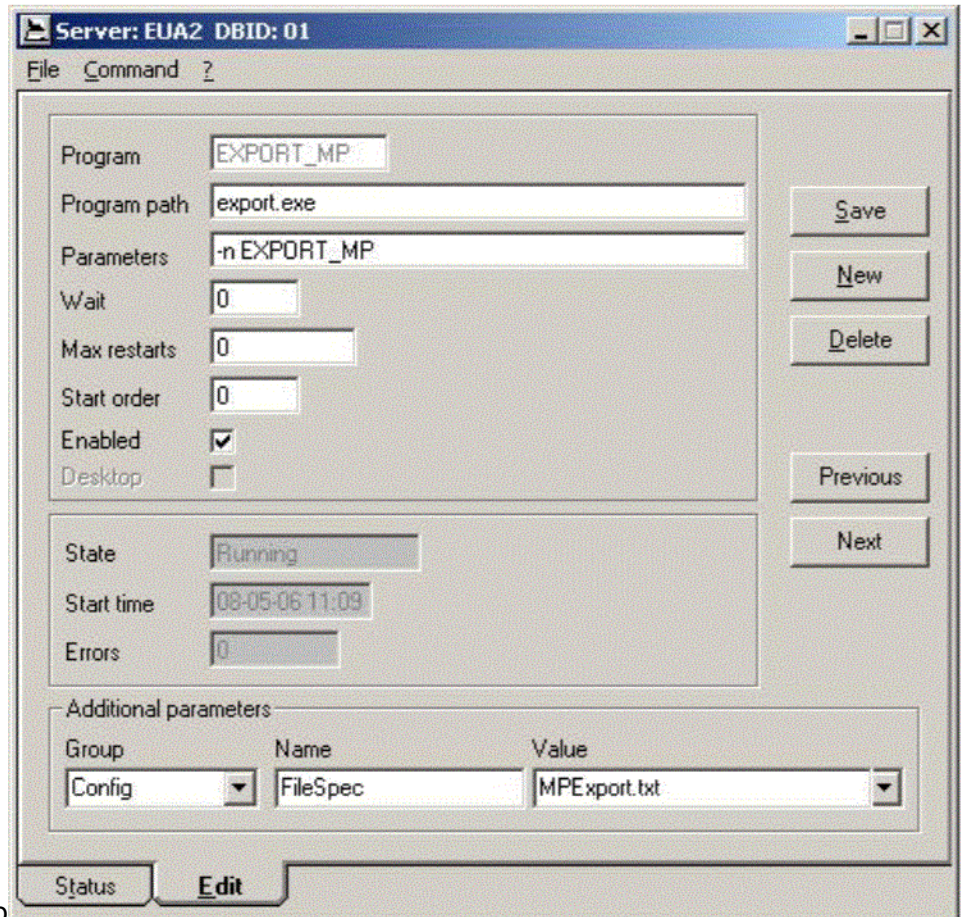 Server: EUA2 DBID: 01
File Command ?
Program EXPORT_MP
Program path export.exe
Save
Parameters -n EXPORT_MP
New
Wait 0
Max restarts 0
Delete
Start order 0
Enabled
Desktop
Previous
State Running
Next
Start time 08-05-06 11:09
Errors 0
Additional parameters
Group Name Value
Config FileSpec MPExport.txt
Status Edit